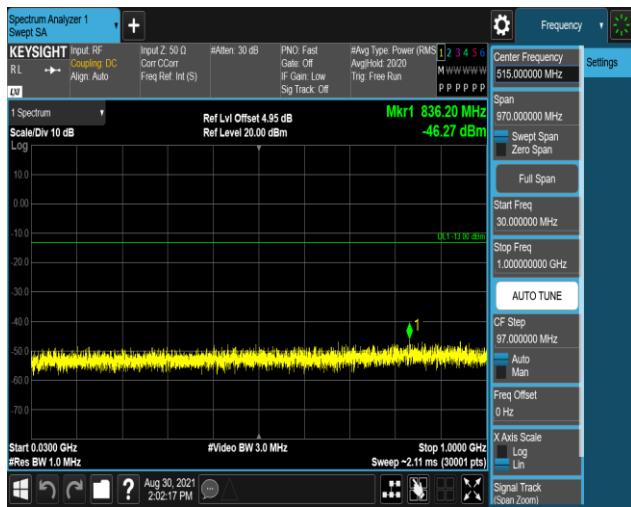 Spectrum Analyzer 1
Swept SA
Frequency
KEYSIGHT
RL
LXI
Input: RF
Coupling: DC
Align: Auto
Input Z: 50 Ω
Corr CCorr
Freq Ref: Int (S)
#Atten: 30 dB
PNO: Fast
Gate: Off
IF Gain: Low
Sig Track: Off
#Avg Type: Power (RMS
Avg|Hold: 20/20
Trig: Free Run
1 2 3 4 5 6
M W W W W W
P P P P P P
1 Spectrum
Scale/Div 10 dB
Log
Ref Lvl Offset 4.95 dB
Ref Level 20.00 dBm
Mkr1 836.20 MHz
-46.27 dBm
10.0
0.00
-10.0
DL1 -13.00 dBm
-20.0
-30.0
-40.0
1
-50.0
-60.0
-70.0
Start 0.0300 GHz
#Video BW 3.0 MHz
Stop 1.0000 GHz
#Res BW 1.0 MHz
Sweep ~2.11 ms (30001 pts)
?
Aug 30, 2021
2:02:17 PM
Center Frequency
515.000000 MHz
Settings
Span
970.000000 MHz
Swept Span
Zero Span
Full Span
Start Freq
30.000000 MHz
Stop Freq
1.000000000 GHz
AUTO TUNE
CF Step
97.000000 MHz
Auto
Man
Freq Offset
0 Hz
X Axis Scale
Log
Lin
Signal Track
(Span Zoom)